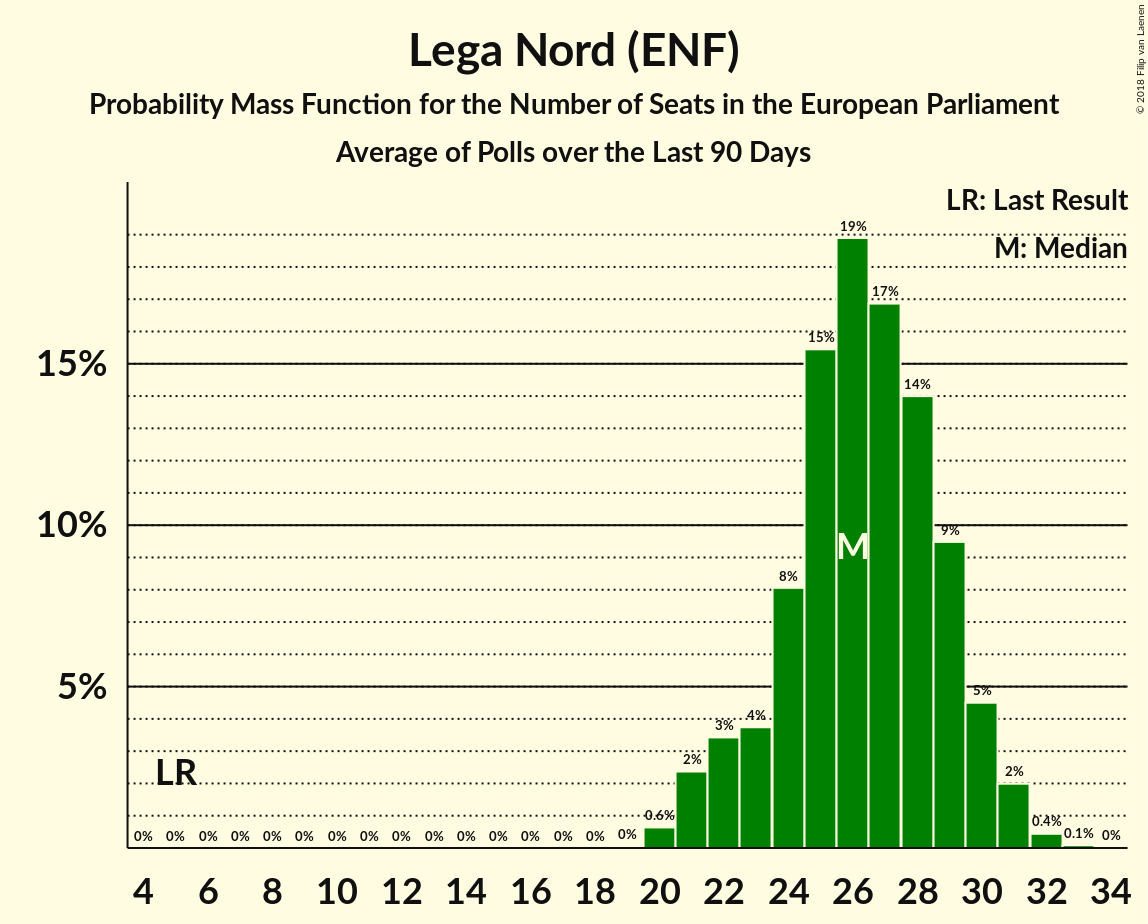 Lega Nord (ENF)
Probability Mass Function for the Number of Seats in the European Parliament
Average of Polls over the Last 90 Days
© 2018 Filip van Laenen
LR: Last Result
M: Median
15%
10%
5%
LR
M
0% 0% 0% 0% 0% 0% 0% 0% 0% 0% 0% 0% 0% 0% 0% 0% 0.6% 2% 3% 4% 8% 15% 19% 17% 14% 9% 5% 2% 0.4% 0.1% 0%
4 6 8 10 12 14 16 18 20 22 24 26 28 30 32 34